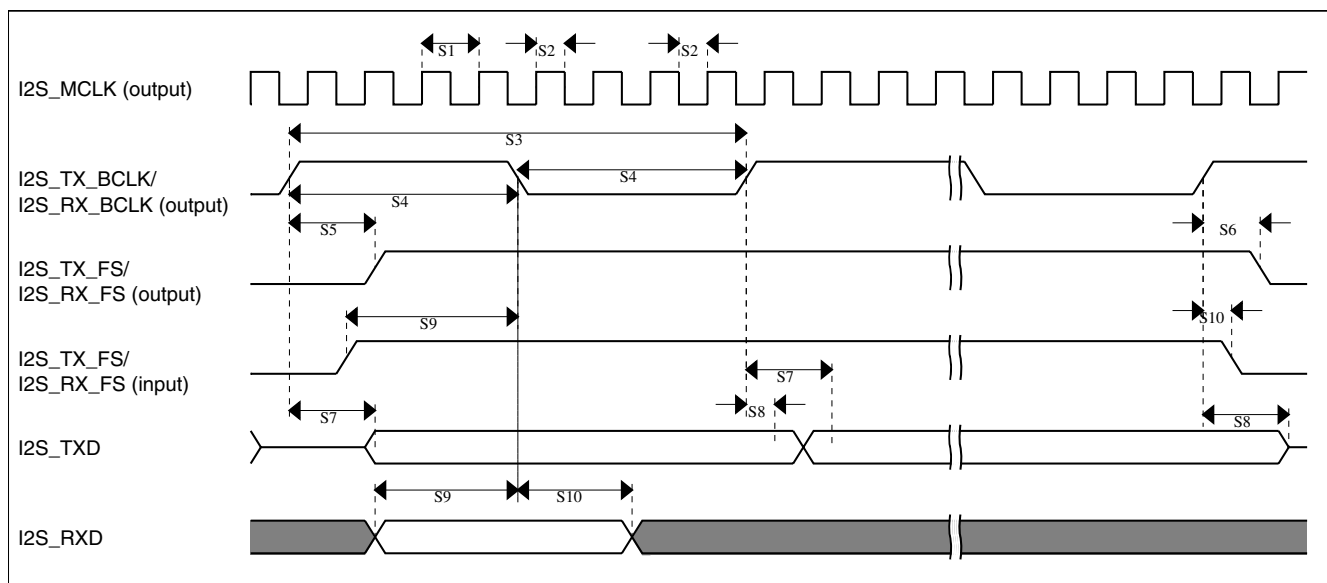 S1
S2
S2
I2S_MCLK (output)
S3
I2S_TX_BCLK/
I2S_RX_BCLK (output)
S4
S4
S5
S6
I2S_TX_FS/
I2S_RX_FS (output)
S9
S10
I2S_TX_FS/
I2S_RX_FS (input)
S7
S7
S8
S8
I2S_TXD
S9
S10
I2S_RXD